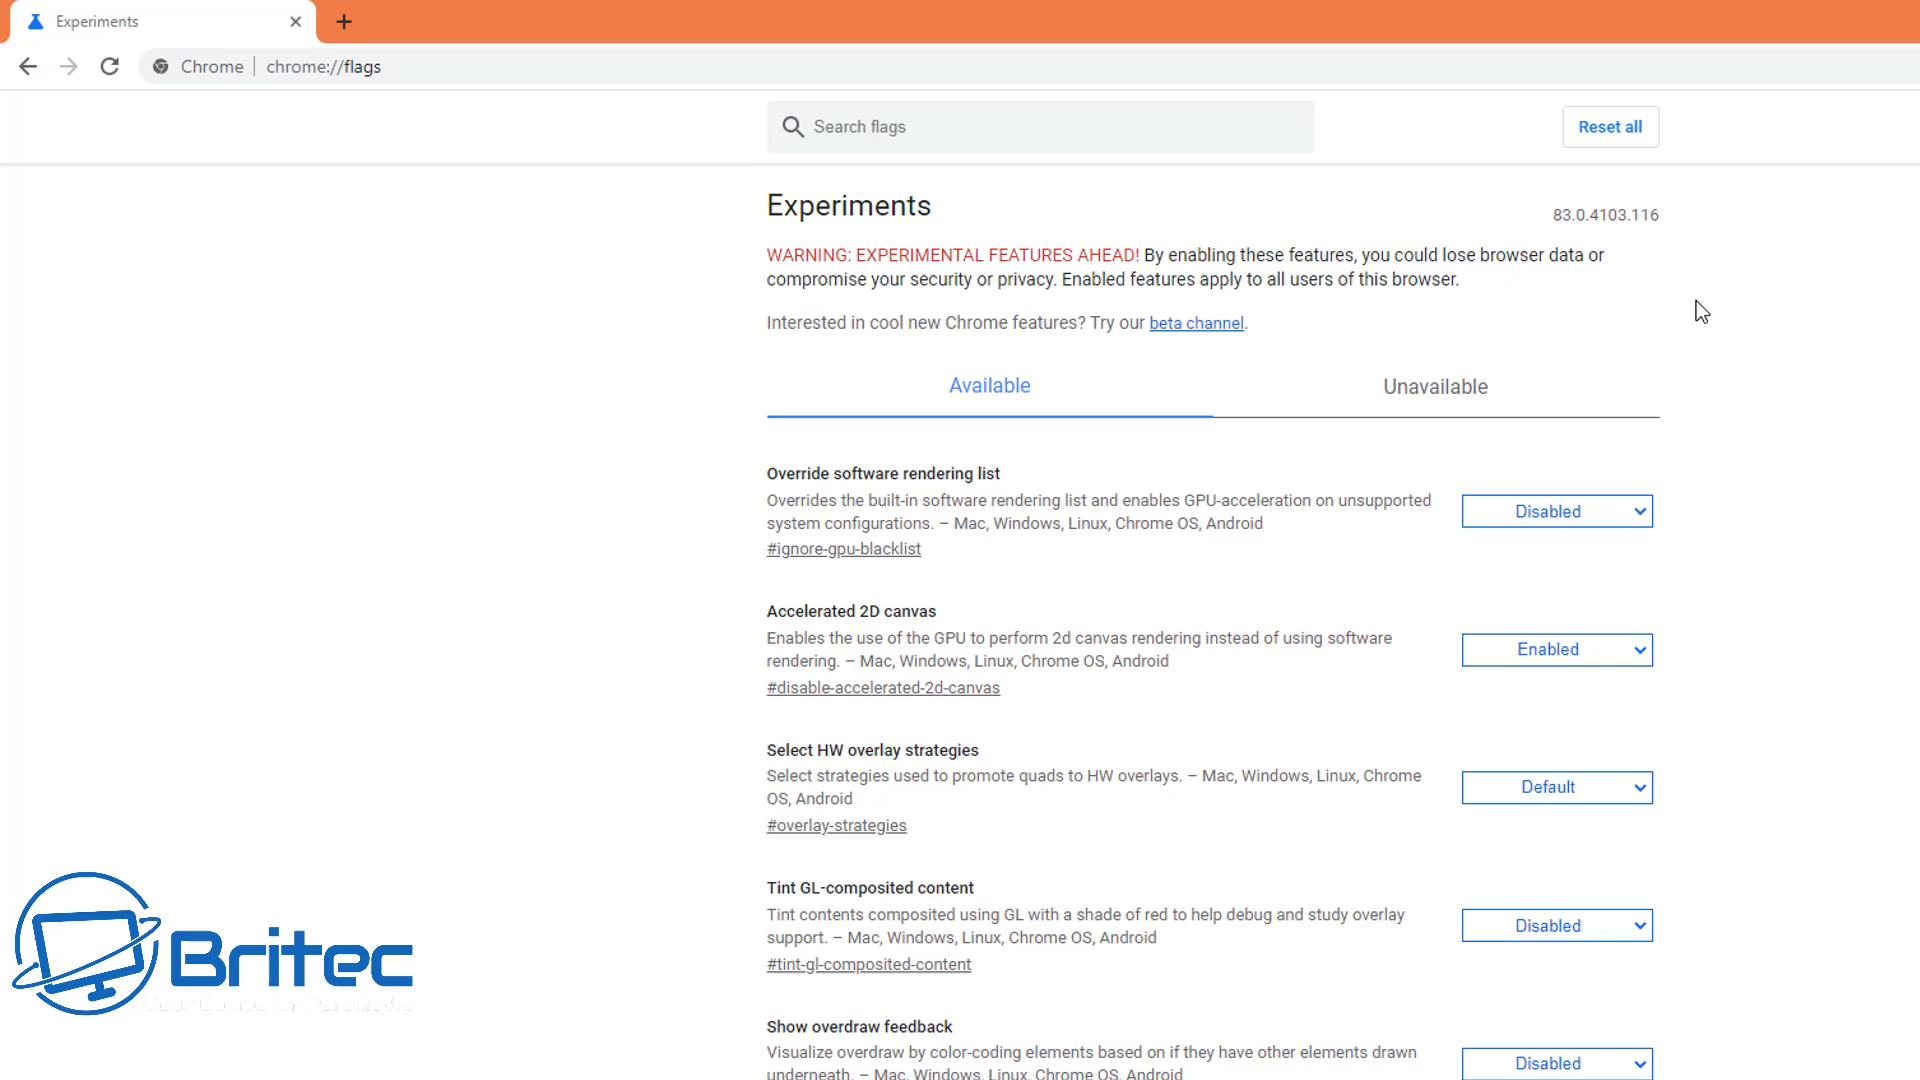 Experiments
Chrome
chrome://flags
Search flags
Reset all
Experiments
83.0.4103.116
WARNING: EXPERIMENTAL FEATURES AHEAD! By enabling these features, you could lose browser data or
compromise your security or privacy. Enabled features apply to all users of this browser.
Interested in cool new Chrome features? Try our beta channel.
Available
Unavailable
Override software rendering list
Overrides the built-in software rendering list and enables GPU-acceleration on unsupported
system configurations. – Mac, Windows, Linux, Chrome OS, Android
#ignore-gpu-blacklist
Disabled
Accelerated 2D canvas
Enables the use of the GPU to perform 2d canvas rendering instead of using software
rendering. – Mac, Windows, Linux, Chrome OS, Android
#disable-accelerated-2d-canvas
Enabled
Select HW overlay strategies
Select strategies used to promote quads to HW overlays. – Mac, Windows, Linux, Chrome
OS, Android
#overlay-strategies
Default
Tint GL-composited content
Tint contents composited using GL with a shade of red to help debug and study overlay
support. – Mac, Windows, Linux, Chrome OS, Android
#tint-gl-composited-content
Disabled
Britec
Show overdraw feedback
Visualize overdraw by color-coding elements based on if they have other elements drawn
underneath. – Mac, Windows, Linux, Chrome OS, Android
Disabled